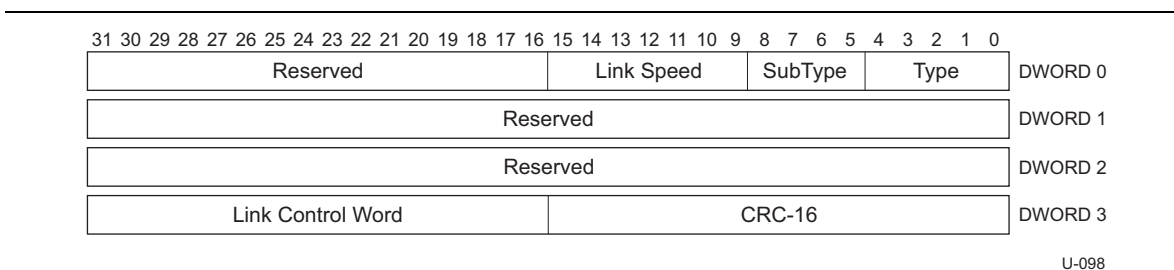 31 30 29 28 27 26 25 24 23 22 21 20 19 18 17 16 15 14 13 12 11 10 9 8 7 6 5 4 3 2 1 0
Reserved Link Speed SubType Type DWORD 0
Reserved DWORD 1
Reserved DWORD 2
Link Control Word CRC-16 DWORD 3
U-098